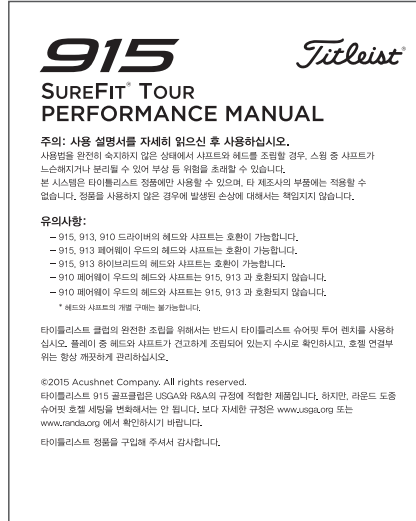 915 Titleist®
SUREFIT® TOUR
PERFORMANCE MANUAL
주의: 사용 설명서를 자세히 읽으신 후 사용하십시오.
사용법을 완전히 숙지하지 않은 상태에서 샤프트와 헤드를 조립할 경우, 스윙 중 샤프트가
느슨해지거나 분리될 수 있어 부상 등 위험을 초래할 수 있습니다.
본 시스템은 타이틀리스트 정품에만 사용할 수 있으며, 타 제조사의 부품에는 적용할 수
없습니다. 정품을 사용하지 않은 경우에 발생된 손상에 대해서는 책임지지 않습니다.
유의사항:
– 915, 913, 910 드라이버의 헤드와 샤프트는 호환이 가능합니다.
– 915, 913 페어웨이 우드의 헤드와 샤프트는 호환이 가능합니다.
– 915, 913 하이브리드의 헤드와 샤프트는 호환이 가능합니다.
– 910 페어웨이 우드의 헤드와 샤프트는 915, 913 과 호환되지 않습니다.
– 910 페어웨이 우드의 헤드와 샤프트는 915, 913 과 호환되지 않습니다.
* 헤드와 샤프트의 개별 구매는 불가능합니다.
타이틀리스트 클럽의 완전한 조립을 위해서는 반드시 타이틀리스트 슈어핏 투어 렌치를 사용하
십시오. 플레이 중 헤드와 샤프트가 견고하게 조립되어 있는지 수시로 확인하시고, 호젤 연결부
위는 항상 깨끗하게 관리하십시오.
©2015 Acushnet Company. All rights reserved.
타이틀리스트 915 골프클럽은 USGA와 R&A의 규정에 적합한 제품입니다. 하지만, 라운드 도중
슈어핏 호젤 세팅을 변화해서는 안 됩니다. 보다 자세한 규정은 www.usga.org 또는
www.randa.org 에서 확인하시기 바랍니다.
타이틀리스트 정품을 구입해 주셔서 감사합니다.